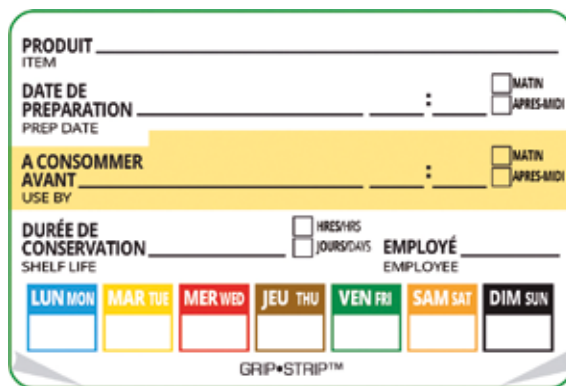 PRODUIT
ITEM
DATE DE
PREPARATION : MATIN
APRES-MIDI
PREP DATE
A CONSOMMER
AVANT : MATIN
APRES-MIDI
USE BY
DURÉE DE
CONSERVATION HRES/HRS
JOURS/DAYS EMPLOYÉ
SHELF LIFE EMPLOYEE
LUN MON MAR TUE MER WED JEU THU VEN FRI SAM SAT DIM SUN
GRIP•STRIP™